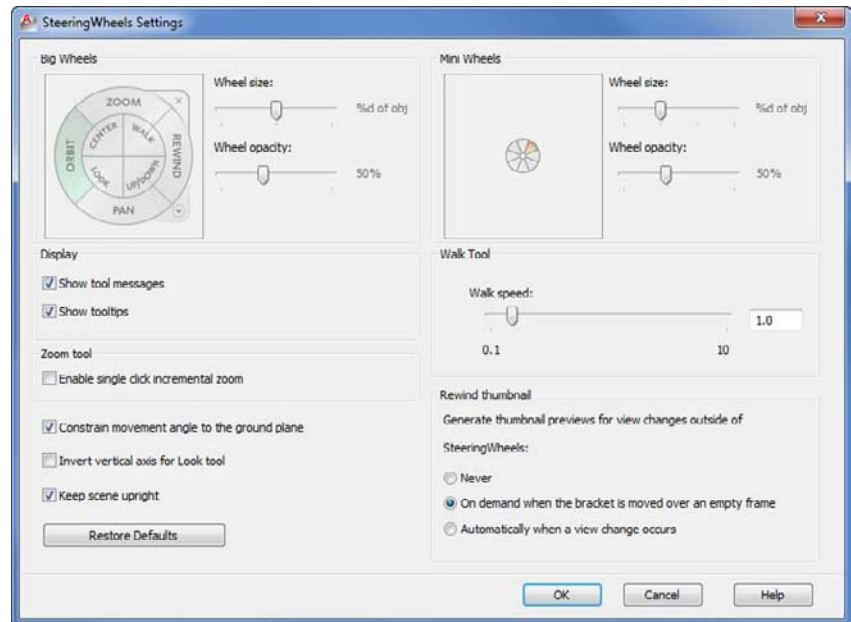 SteeringWheels Settings
Big Wheels
ZOOM
CENTER
WALK
ORBIT
REWIND
LOOK
UP/DOWN
PAN
Wheel size:
%d of obj
Wheel opacity:
50%
Mini Wheels
Wheel size:
%d of obj
Wheel opacity:
50%
Display
Show tool messages
Show tooltips
Zoom tool
Enable single click incremental zoom
Constrain movement angle to the ground plane
Invert vertical axis for Look tool
Keep scene upright
Restore Defaults
Walk Tool
Walk speed:
1.0
0.1
10
Rewind thumbnail
Generate thumbnail previews for view changes outside of
SteeringWheels:
Never
On demand when the bracket is moved over an empty frame
Automatically when a view change occurs
OK
Cancel
Help